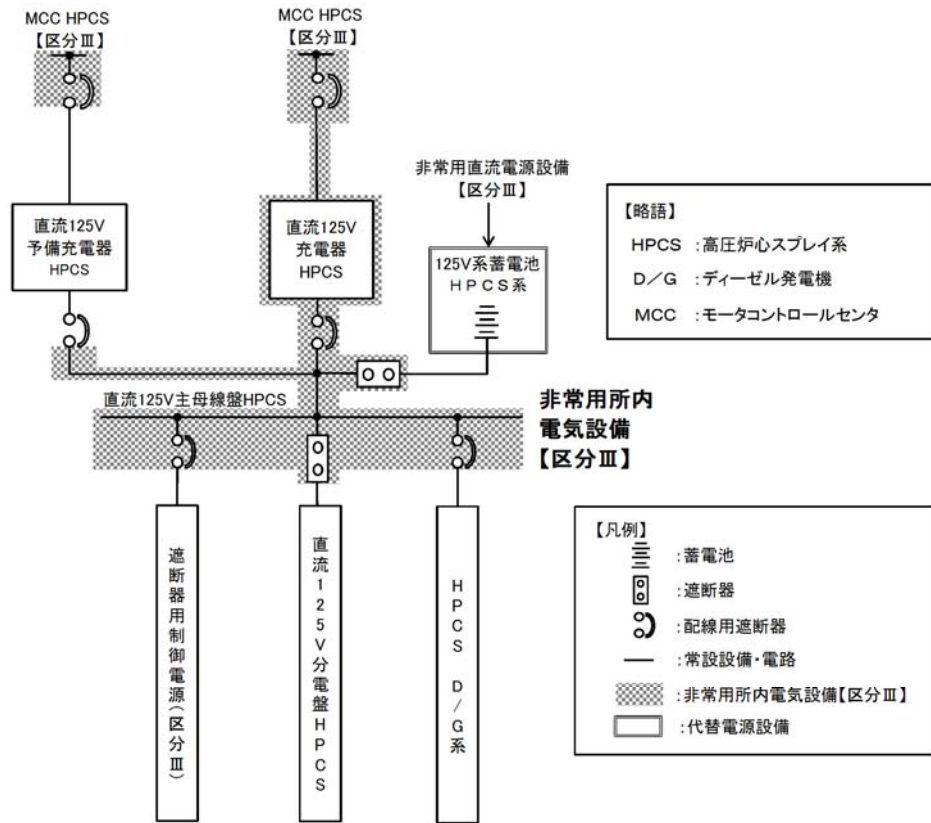 MCC HPCS
【区分Ⅲ】
MCC HPCS
【区分Ⅲ】
非常用直流電源設備
【区分Ⅲ】
直流125V
予備充電器
HPCS
直流125V
充電器
HPCS
125V系蓄電池
HPCS系
【略語】
HPCS :高圧炉心スプレイ系
D/G :ディーゼル発電機
MCC :モータコントロールセンタ
直流125V主母線盤HPCS
非常用所内
電気設備
【区分Ⅲ】
遮断器用制御電源(区分Ⅲ)
直流125V分電盤HPCS
HPCS D/G系
【凡例】
:蓄電池
:遮断器
:配線用遮断器
:常設設備・電路
:非常用所内電気設備【区分Ⅲ】
:代替電源設備